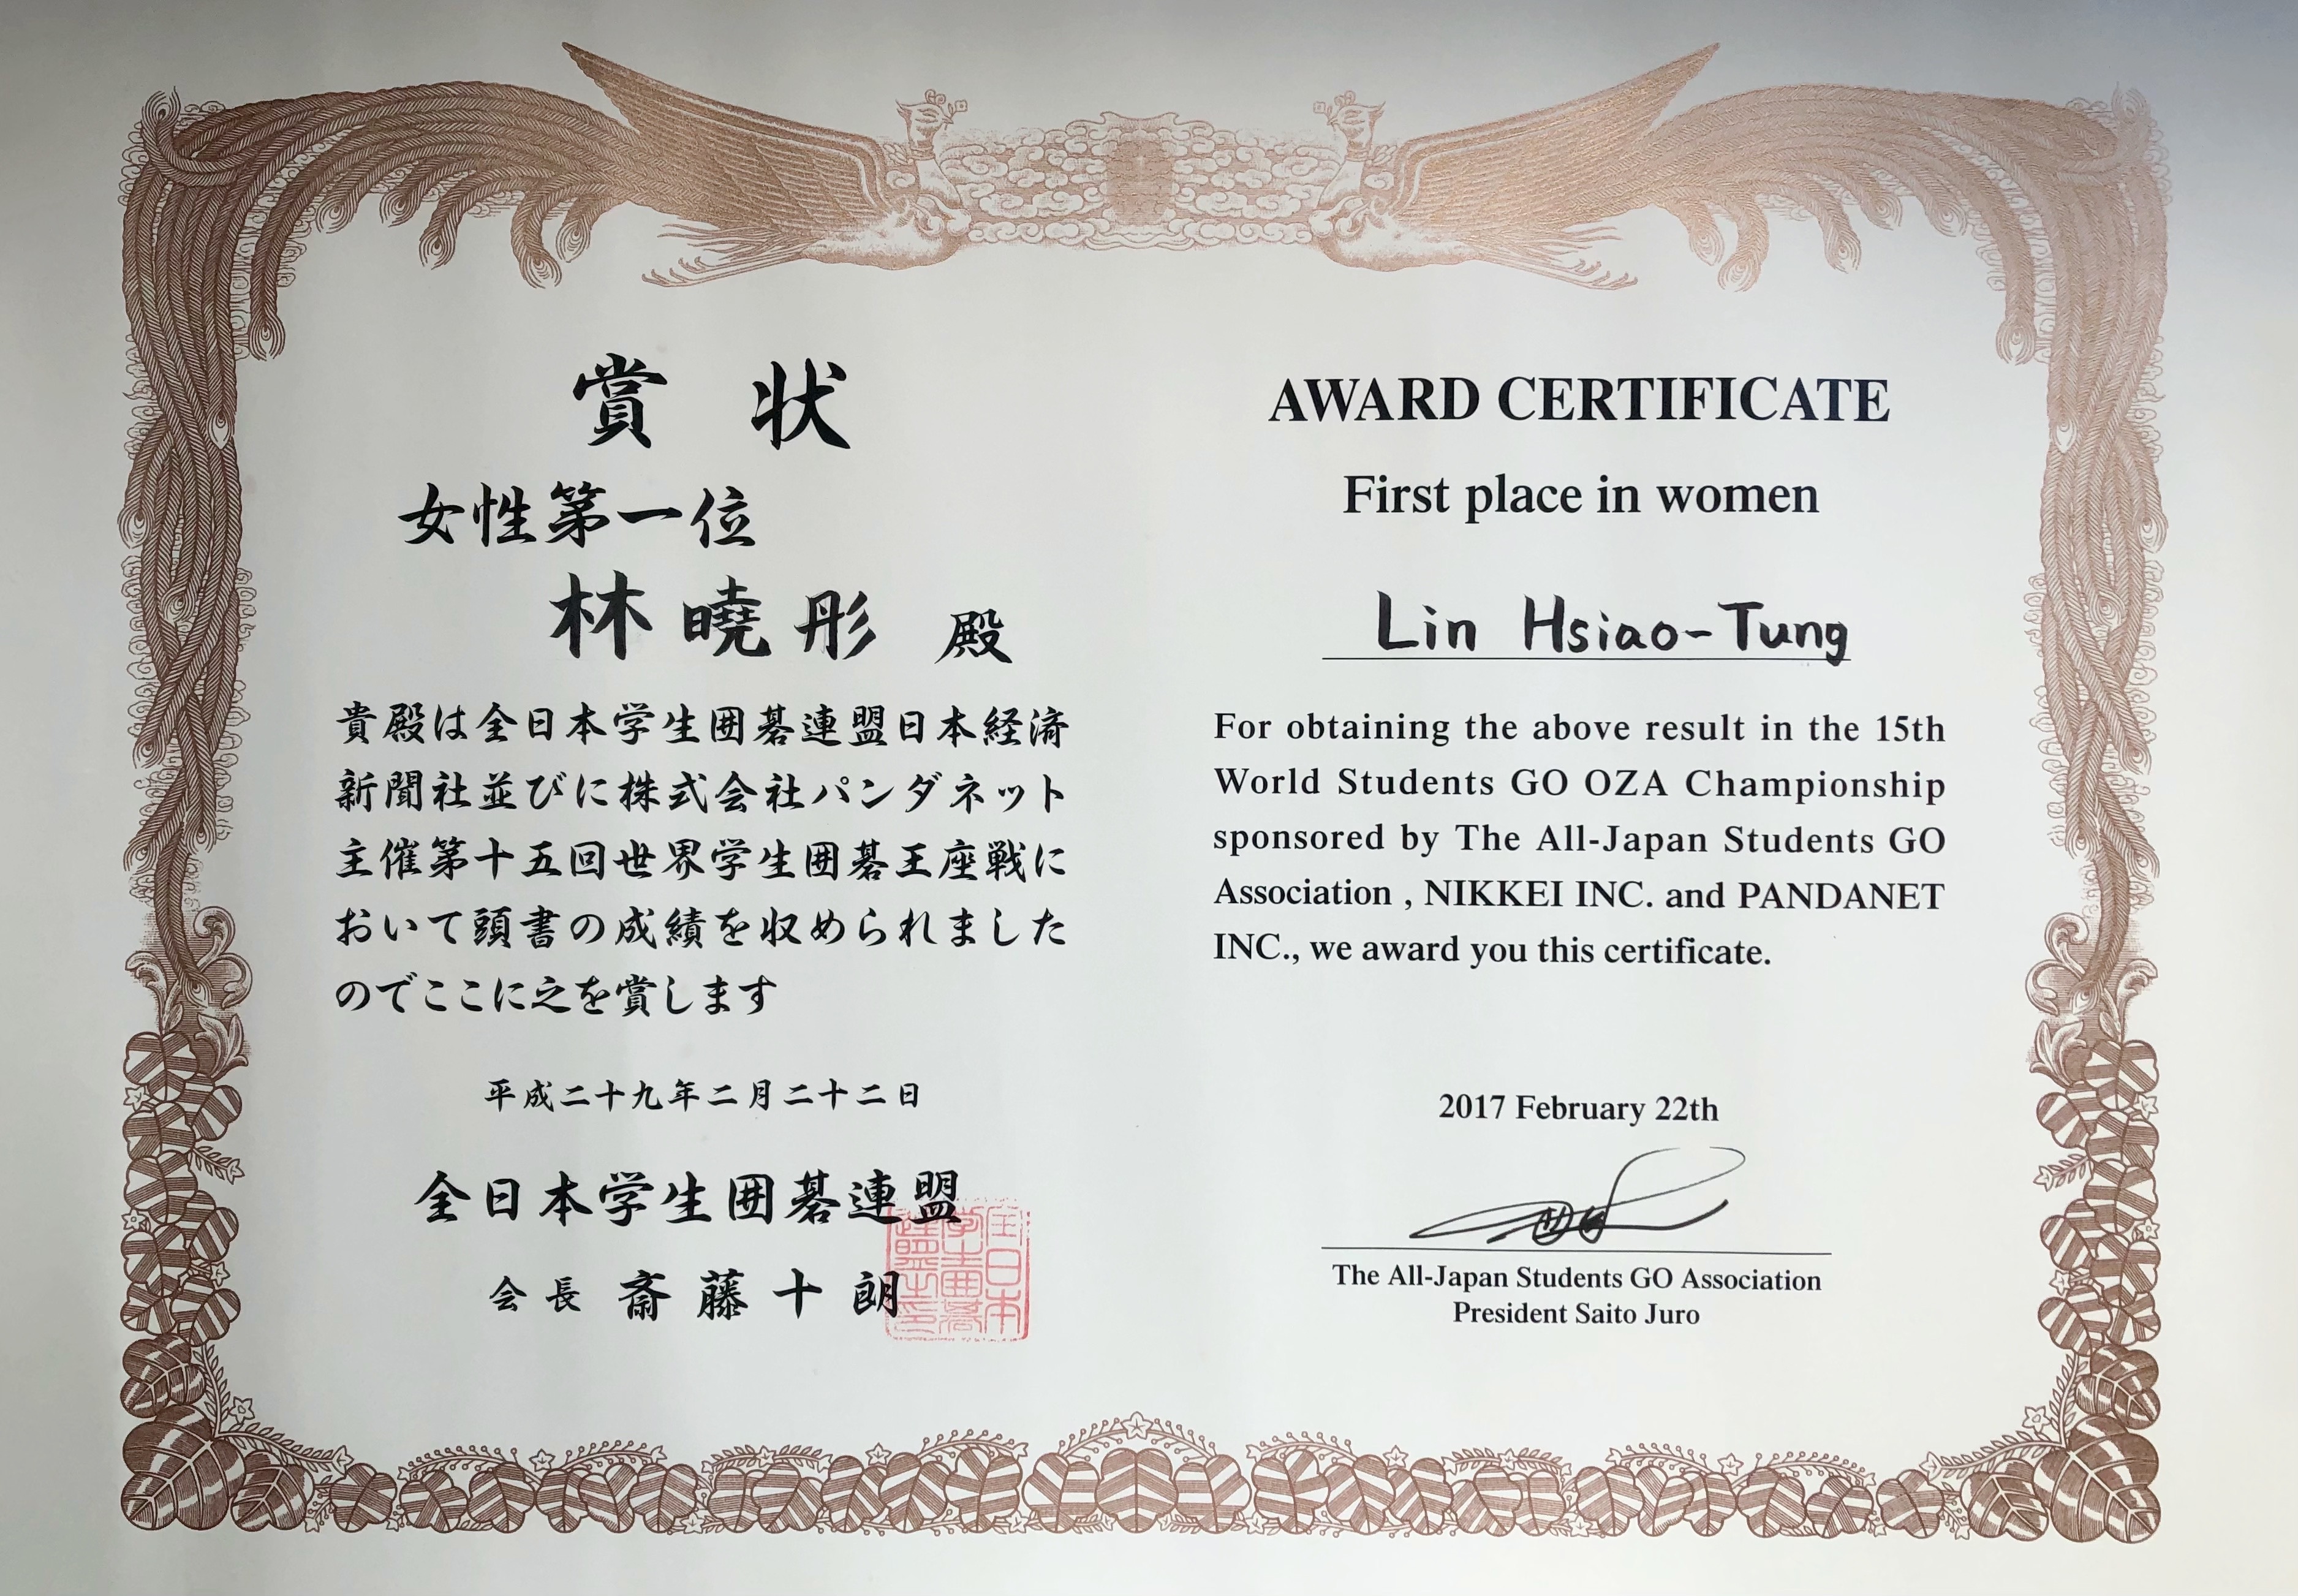 賞状
女性第一位
林曉彤 殿
貴殿は全日本学生囲碁連盟日本経済
新聞社並びに株式会社パンダネット
主催第十五回世界学生囲碁王座戦に
おいて頭書の成績を収められました
のでここに之を賞します
平成二十九年二月二十二日
全日本学生囲碁連盟
会長 斎藤十朗
AWARD CERTIFICATE
First place in women
Lin Hsiao-Tung
For obtaining the above result in the 15th
World Students GO OZA Championship
sponsored by The All-Japan Students GO
Association , NIKKEI INC. and PANDANET
INC., we award you this certificate.
2017 February 22th
The All-Japan Students GO Association
President Saito Juro